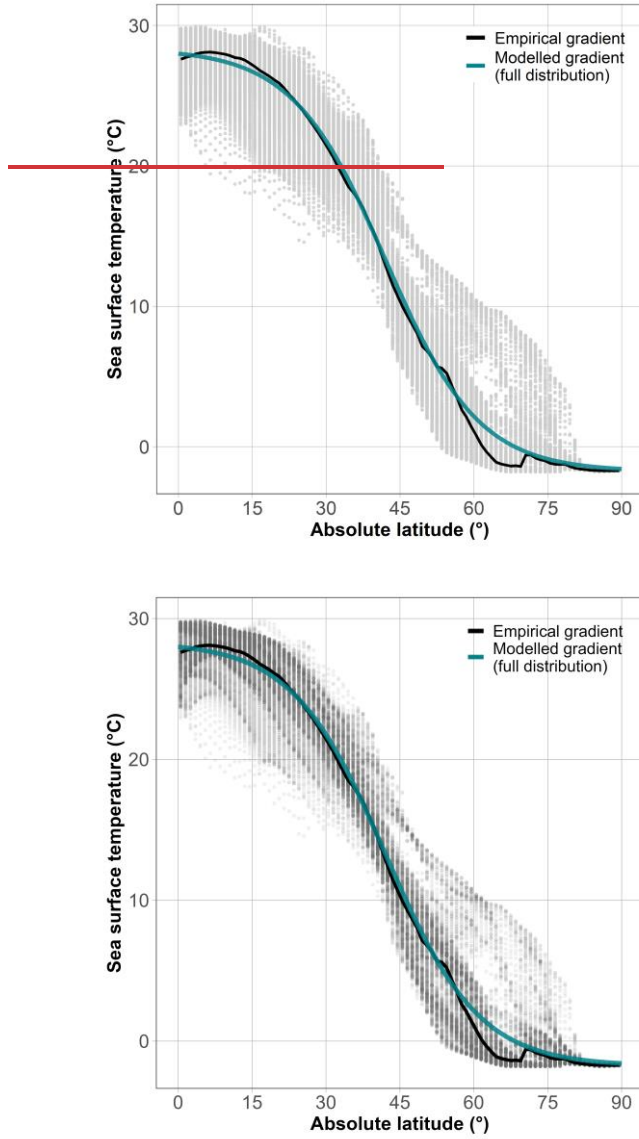 30
20
10
0
Sea surface temperature (°C)
Empirical gradient
Modelled gradient
(full distribution)
0 15 30 45 60 75 90
Absolute latitude (°)
30
20
10
0
Sea surface temperature (°C)
Empirical gradient
Modelled gradient
(full distribution)
0 15 30 45 60 75 90
Absolute latitude (°)